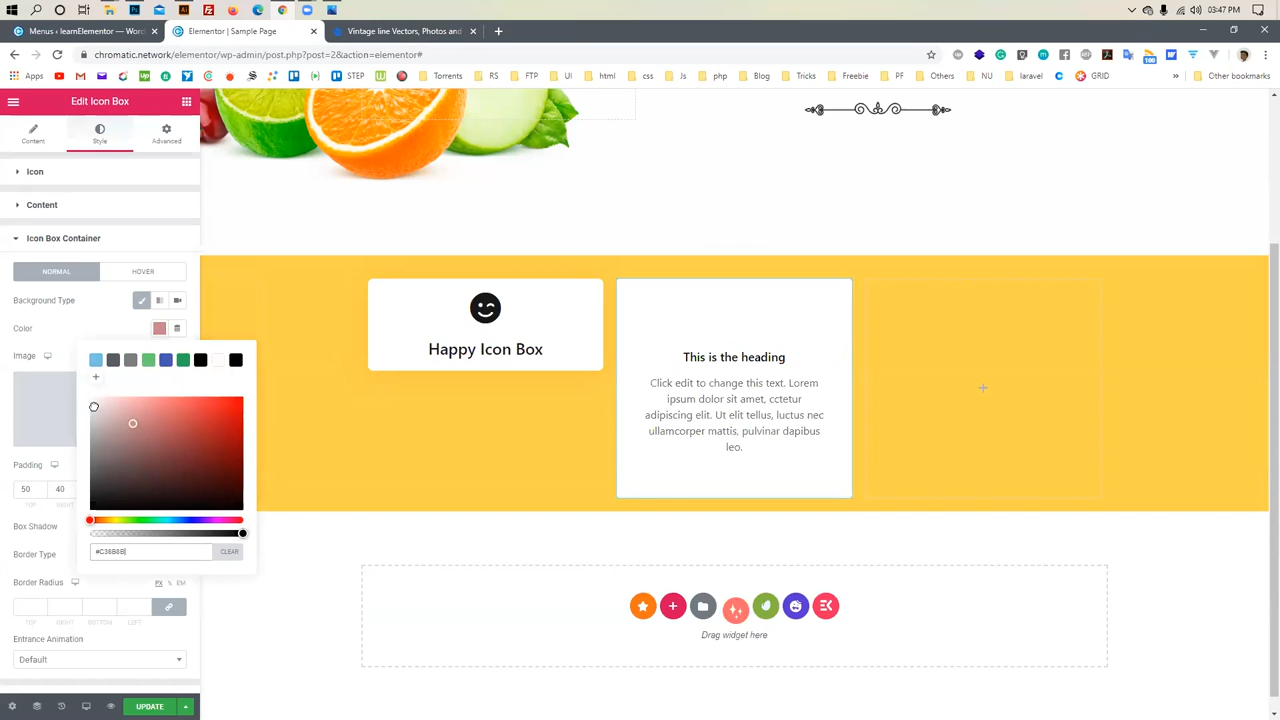 03:47 PM
Menus ‹ learnElementor — Wor
Elementor | Sample Page
Vintage line Vectors, Photos and
chromatic.network/elementor/wp-admin/post.php?post=2&action=elementor#
Apps
STEP
Torrents
RS
FTP
UI
html
css
Js
php
Blog
Tricks
Freebie
PF
Others
NU
laravel
GRID
»
Other bookmarks
Edit Icon Box
Content
Style
Advanced
Icon
Content
Icon Box Container
NORMAL
HOVER
Background Type
Color
Image
Padding
50
40
TOP
RIGHT
Box Shadow
Border Type
Border Radius
PX % EM
TOP RIGHT BOTTOM LEFT
Entrance Animation
Default
UPDATE
#C38B8B
CLEAR
Happy Icon Box
This is the heading
Click edit to change this text. Lorem
ipsum dolor sit amet, cctetur
adipiscing elit. Ut elit tellus, luctus nec
ullamcorper mattis, pulvinar dapibus
leo.
Drag widget here